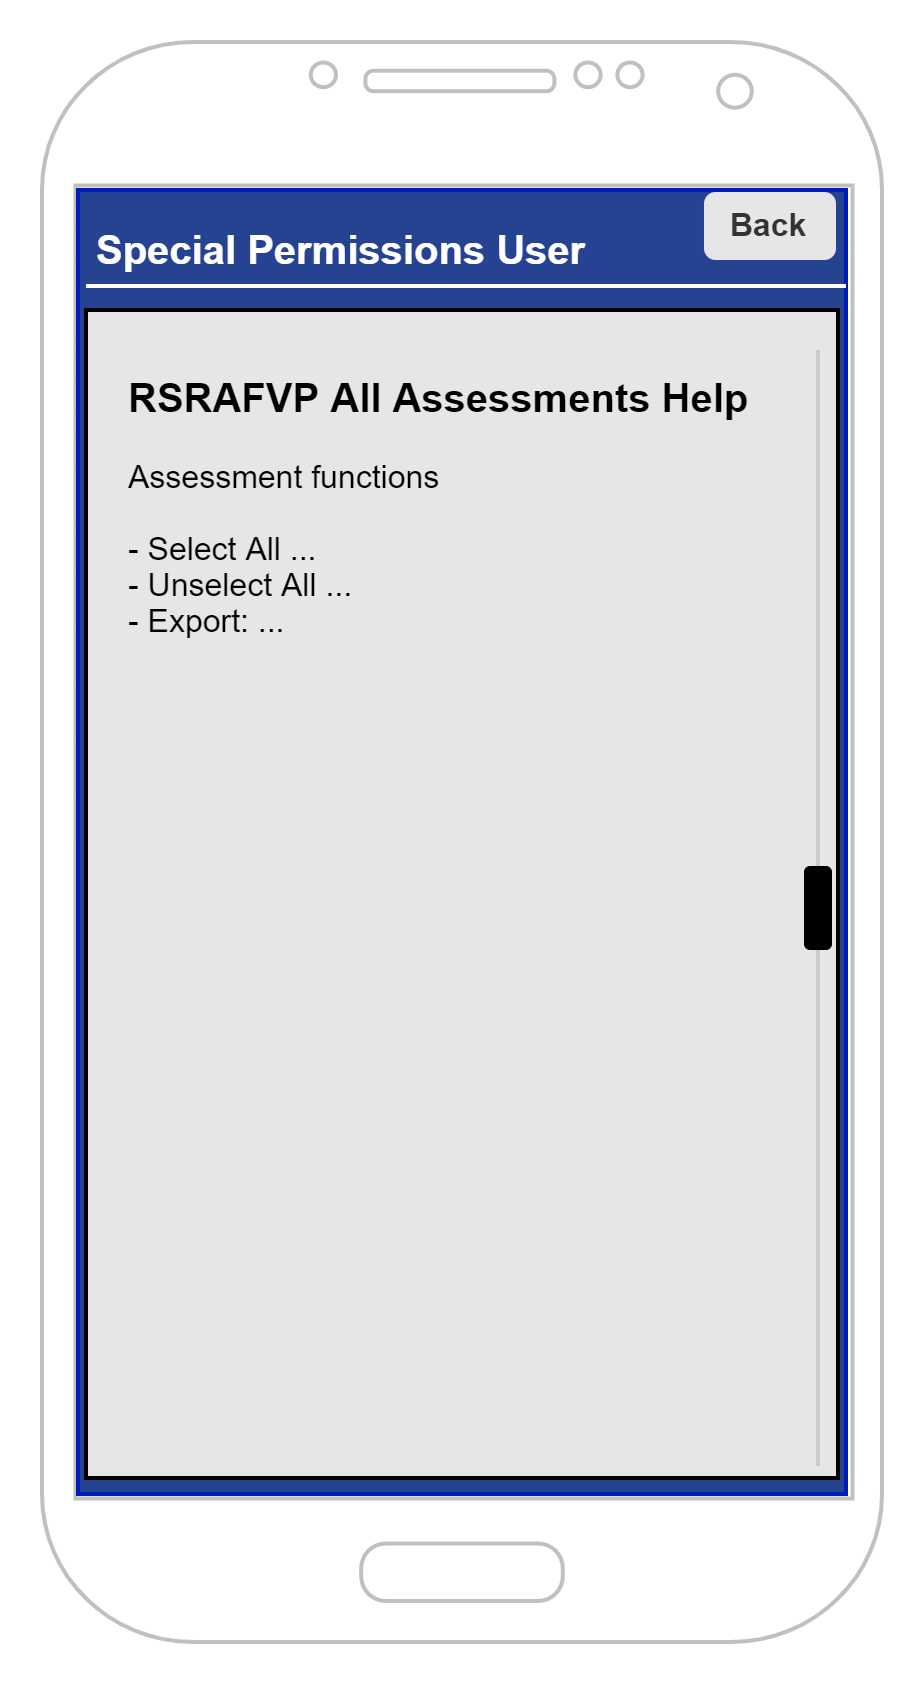 Back
Special Permissions User
RSRAFVP All Assessments Help
Assessment functions
- Select All ...
- Unselect All ...
- Export: ...